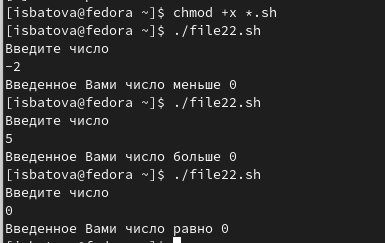 [isbatova@fedora ~]$ chmod +x *.sh
[isbatova@fedora ~]$ ./file22.sh
Введите число
-2
Введенное Вами число меньше 0
[isbatova@fedora ~]$ ./file22.sh
Введите число
5
Введенное Вами число больше 0
[isbatova@fedora ~]$ ./file22.sh
Введите число
0
Введенное Вами число равно 0